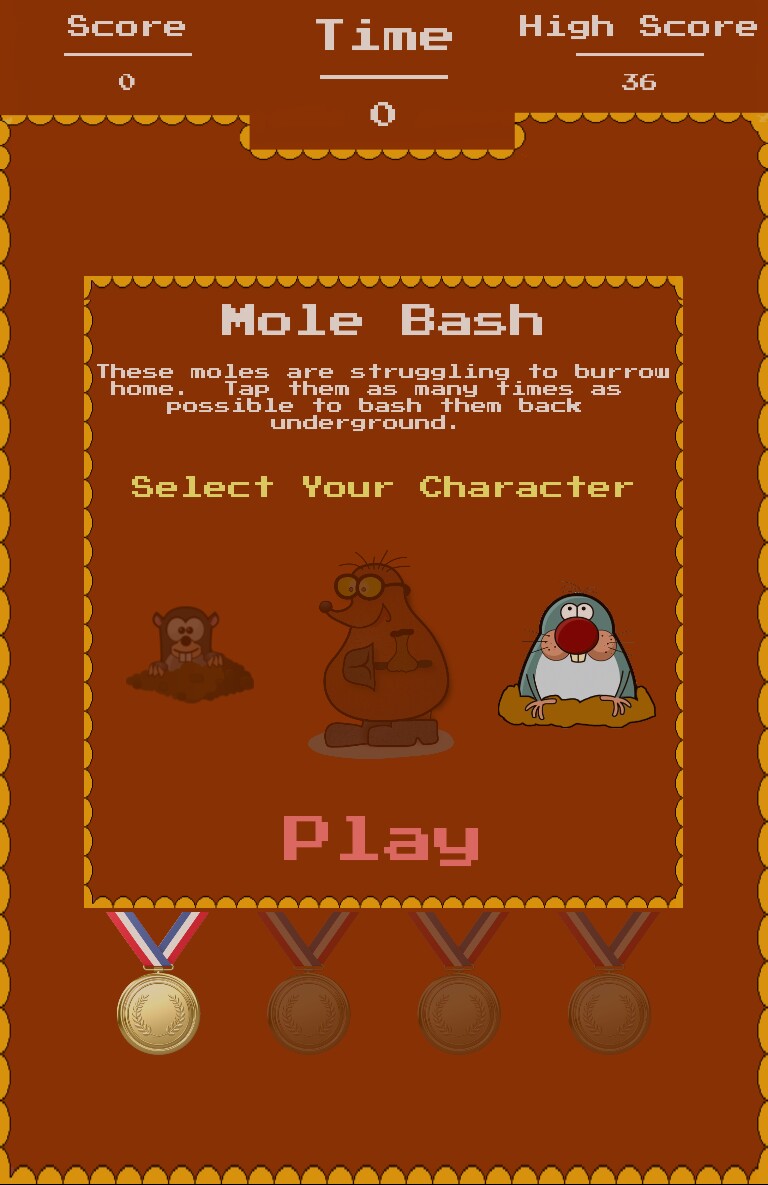 Score
Time
High Score
0
0
36
Mole Bash
These moles are struggling to burrow
home. Tap them as many times as
possible to bash them back
underground.
Select Your Character
Play